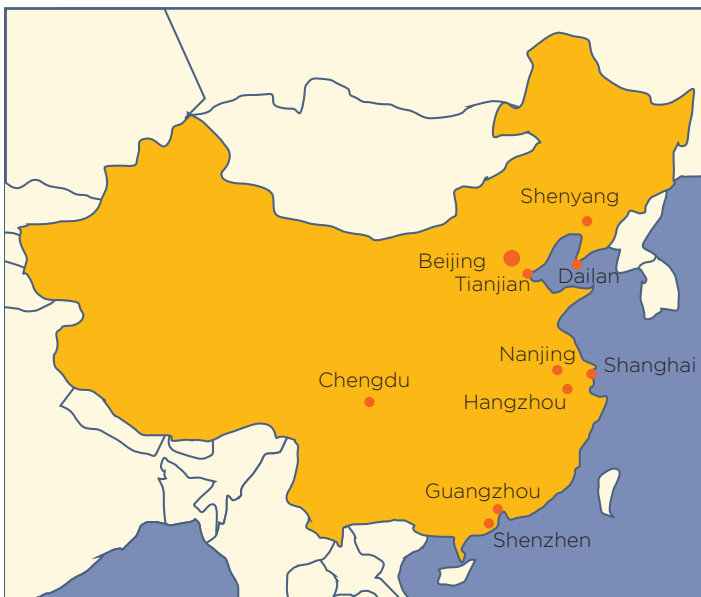 Shenyang
Beijing
Tianjian
Dailan
Nanjing
Shanghai
Chengdu
Hangzhou
Guangzhou
Shenzhen